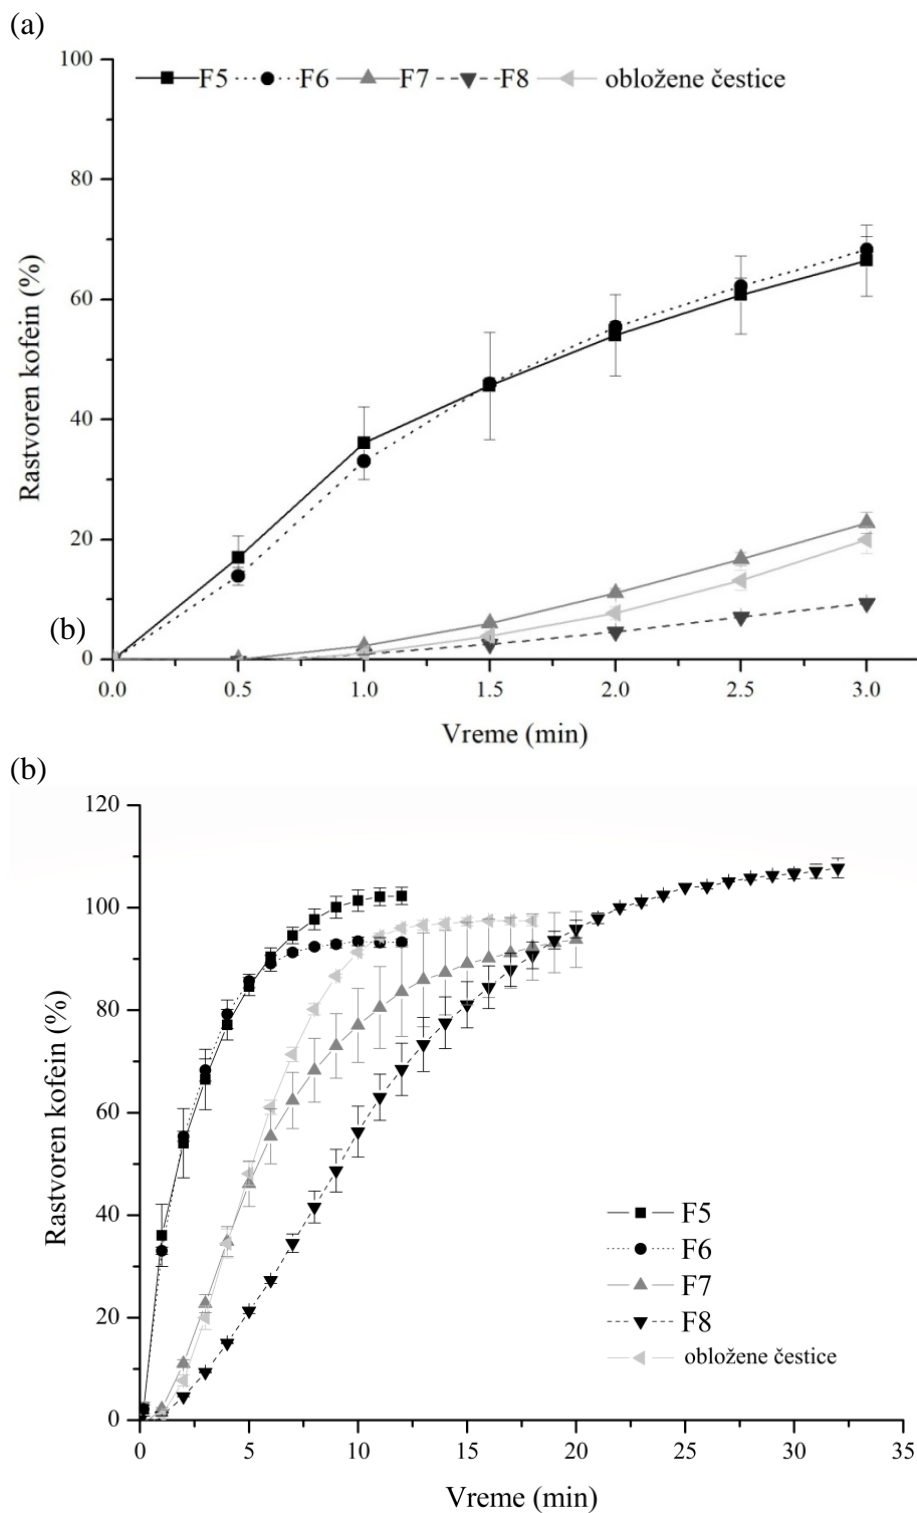 (a)
100
F5 F6 F7 F8 obložene čestice
80
60
40
20
0
Rastvoren kofein (%)
(b)
0.0 0.5 1.0 1.5 2.0 2.5 3.0
Vreme (min)
(b)
120
100
80
60
40
20
0
Rastvoren kofein (%)
F5
F6
F7
F8
obložene čestice
0 5 10 15 20 25 30 35
Vreme (min)